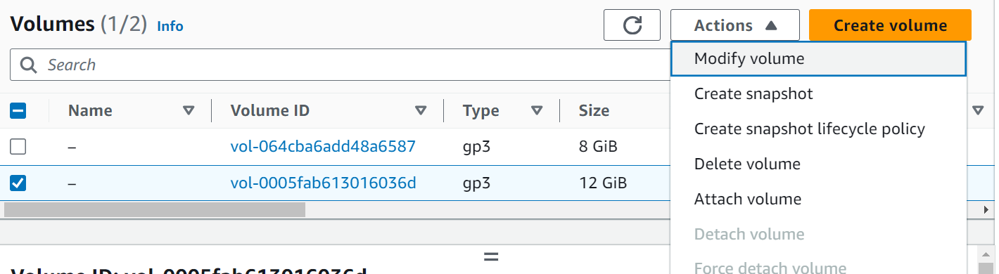 Volumes (1/2) Info Actions Create volume
Search
Modify volume
Create snapshot
Name Volume ID Type Size
Create snapshot lifecycle policy
– vol-064cba6add48a6587 gp3 8 GiB
Delete volume
– vol-0005fab613016036d gp3 12 GiB
Attach volume
Detach volume
Force detach volume
Volume ID: vol-0005fab613016036d